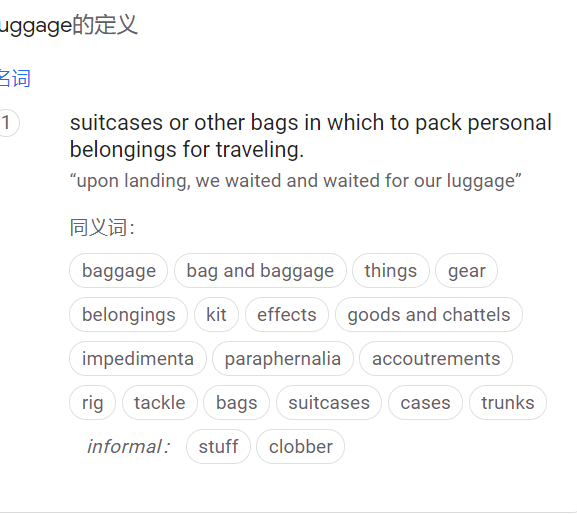 uggage的定义
名词
1
suitcases or other bags in which to pack personal
belongings for traveling.
“upon landing, we waited and waited for our luggage”
同义词：
baggage bag and baggage things gear
belongings kit effects goods and chattels
impedimenta paraphernalia accoutrements
rig tackle bags suitcases cases trunks
informal： stuff clobber